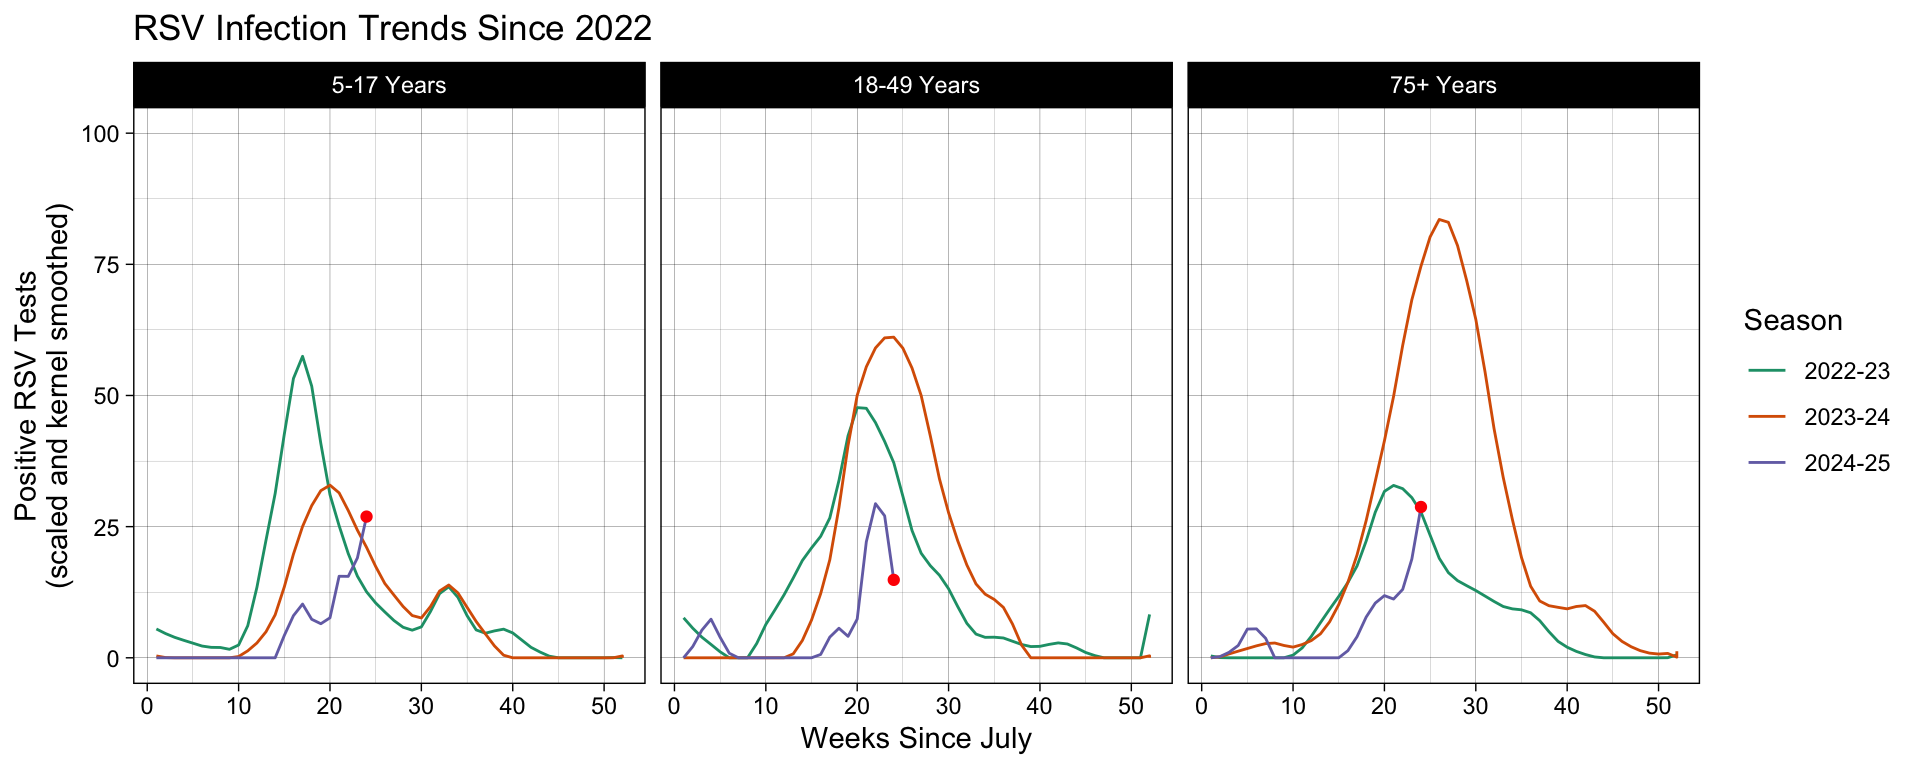 RSV Infection Trends Since 2022
5-17 Years
18-49 Years
75+ Years
Positive RSV Tests
(scaled and kernel smoothed)
100
75
50
25
0
0 10 20 30 40 50
0 10 20 30 40 50
0 10 20 30 40 50
Weeks Since July
Season
2022-23
2023-24
2024-25